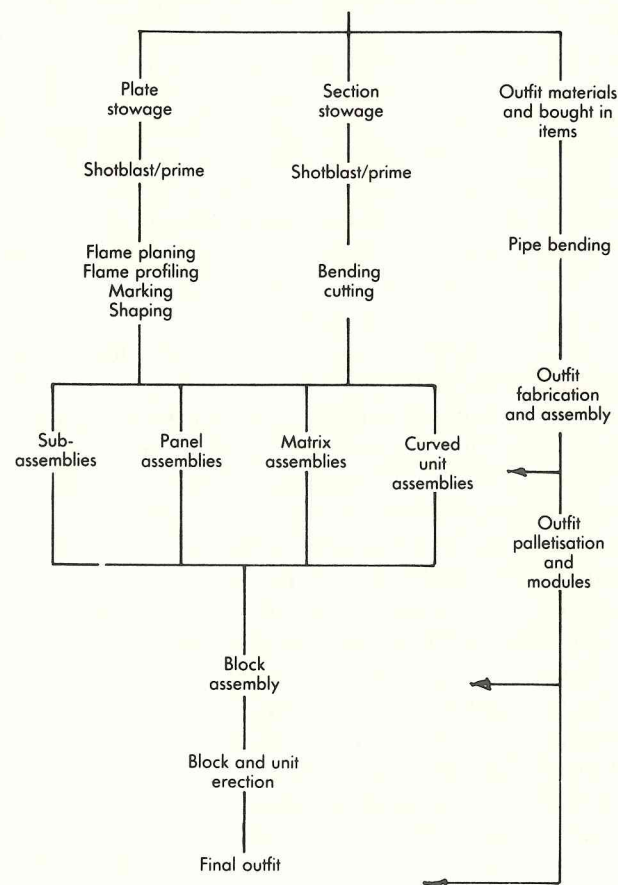 Plate
stowage
Section
stowage
Outfit materials
and bought in
items
Shotblast/prime
Shotblast/prime
Flame planing
Flame profiling
Marking
Shaping
Bending
cutting
Pipe bending
Outfit
fabrication
and assembly
Sub-
assemblies
Panel
assemblies
Matrix
assemblies
Curved
unit
assemblies
Outfit
palletisation
and
modules
Block
assembly
Block and unit
erection
Final outfit